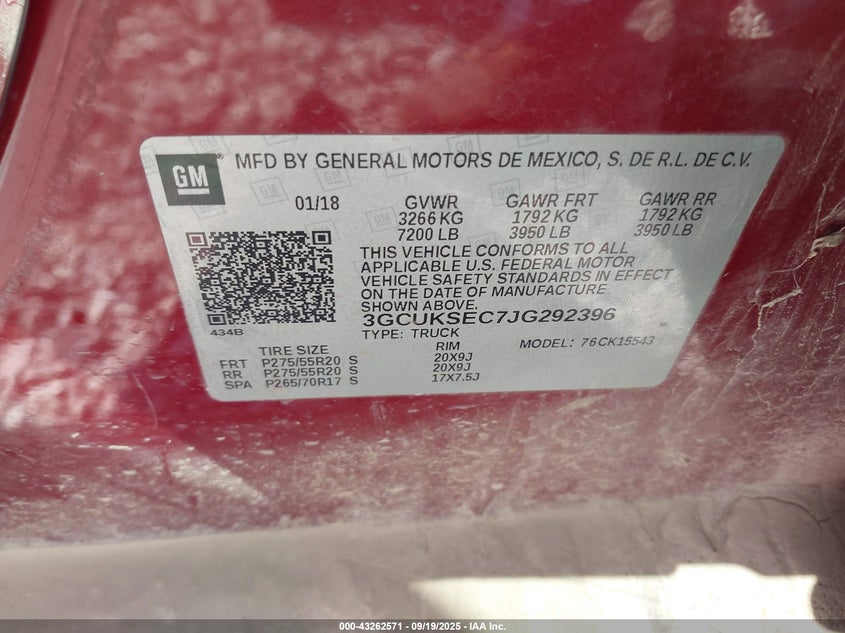 GM ® MFD BY GENERAL MOTORS DE MEXICO, S. DE R.L. DE C.V.
01/18 GVWR GAWR FRT GAWR RR
3266 KG 1792 KG 1792 KG
7200 LB 3950 LB 3950 LB
THIS VEHICLE CONFORMS TO ALL
APPLICABLE U.S. FEDERAL MOTOR
VEHICLE SAFETY STANDARDS IN EFFECT
ON THE DATE OF MANUFACTURE
SHOWN ABOVE.
3GCUKSEC7JG292396
434B
TYPE: TRUCK MODEL: 76CK15543
TIRE SIZE RIM
FRT P275/55R20 S 20X9J
RR P275/55R20 S 20X9J
SPA P265/70R17 S 17X7.5J
000-43262571 - 09/19/2025 - IAA Inc.